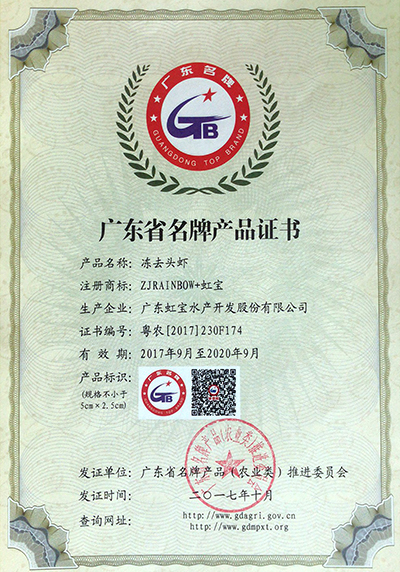 广东名牌
GTB
GUANGDONG TOP BRAND
广东省名牌产品证书
产品名称：冻去头虾
注册商标：ZJRAINBOW+虹宝
生产企业：广东虹宝水产开发股份有限公司
证书编号：粤农[2017]230F174
有 效 期：2017年9月至2020年9月
产品标识：
(规格不小于
5cm×2.5cm)
发证单位：广东省名牌产品（农业类）推进委员会
发证时间：二〇一七年十月
查询网址：http://www.gdagri.gov.cn
http://www.gdmpxt.org